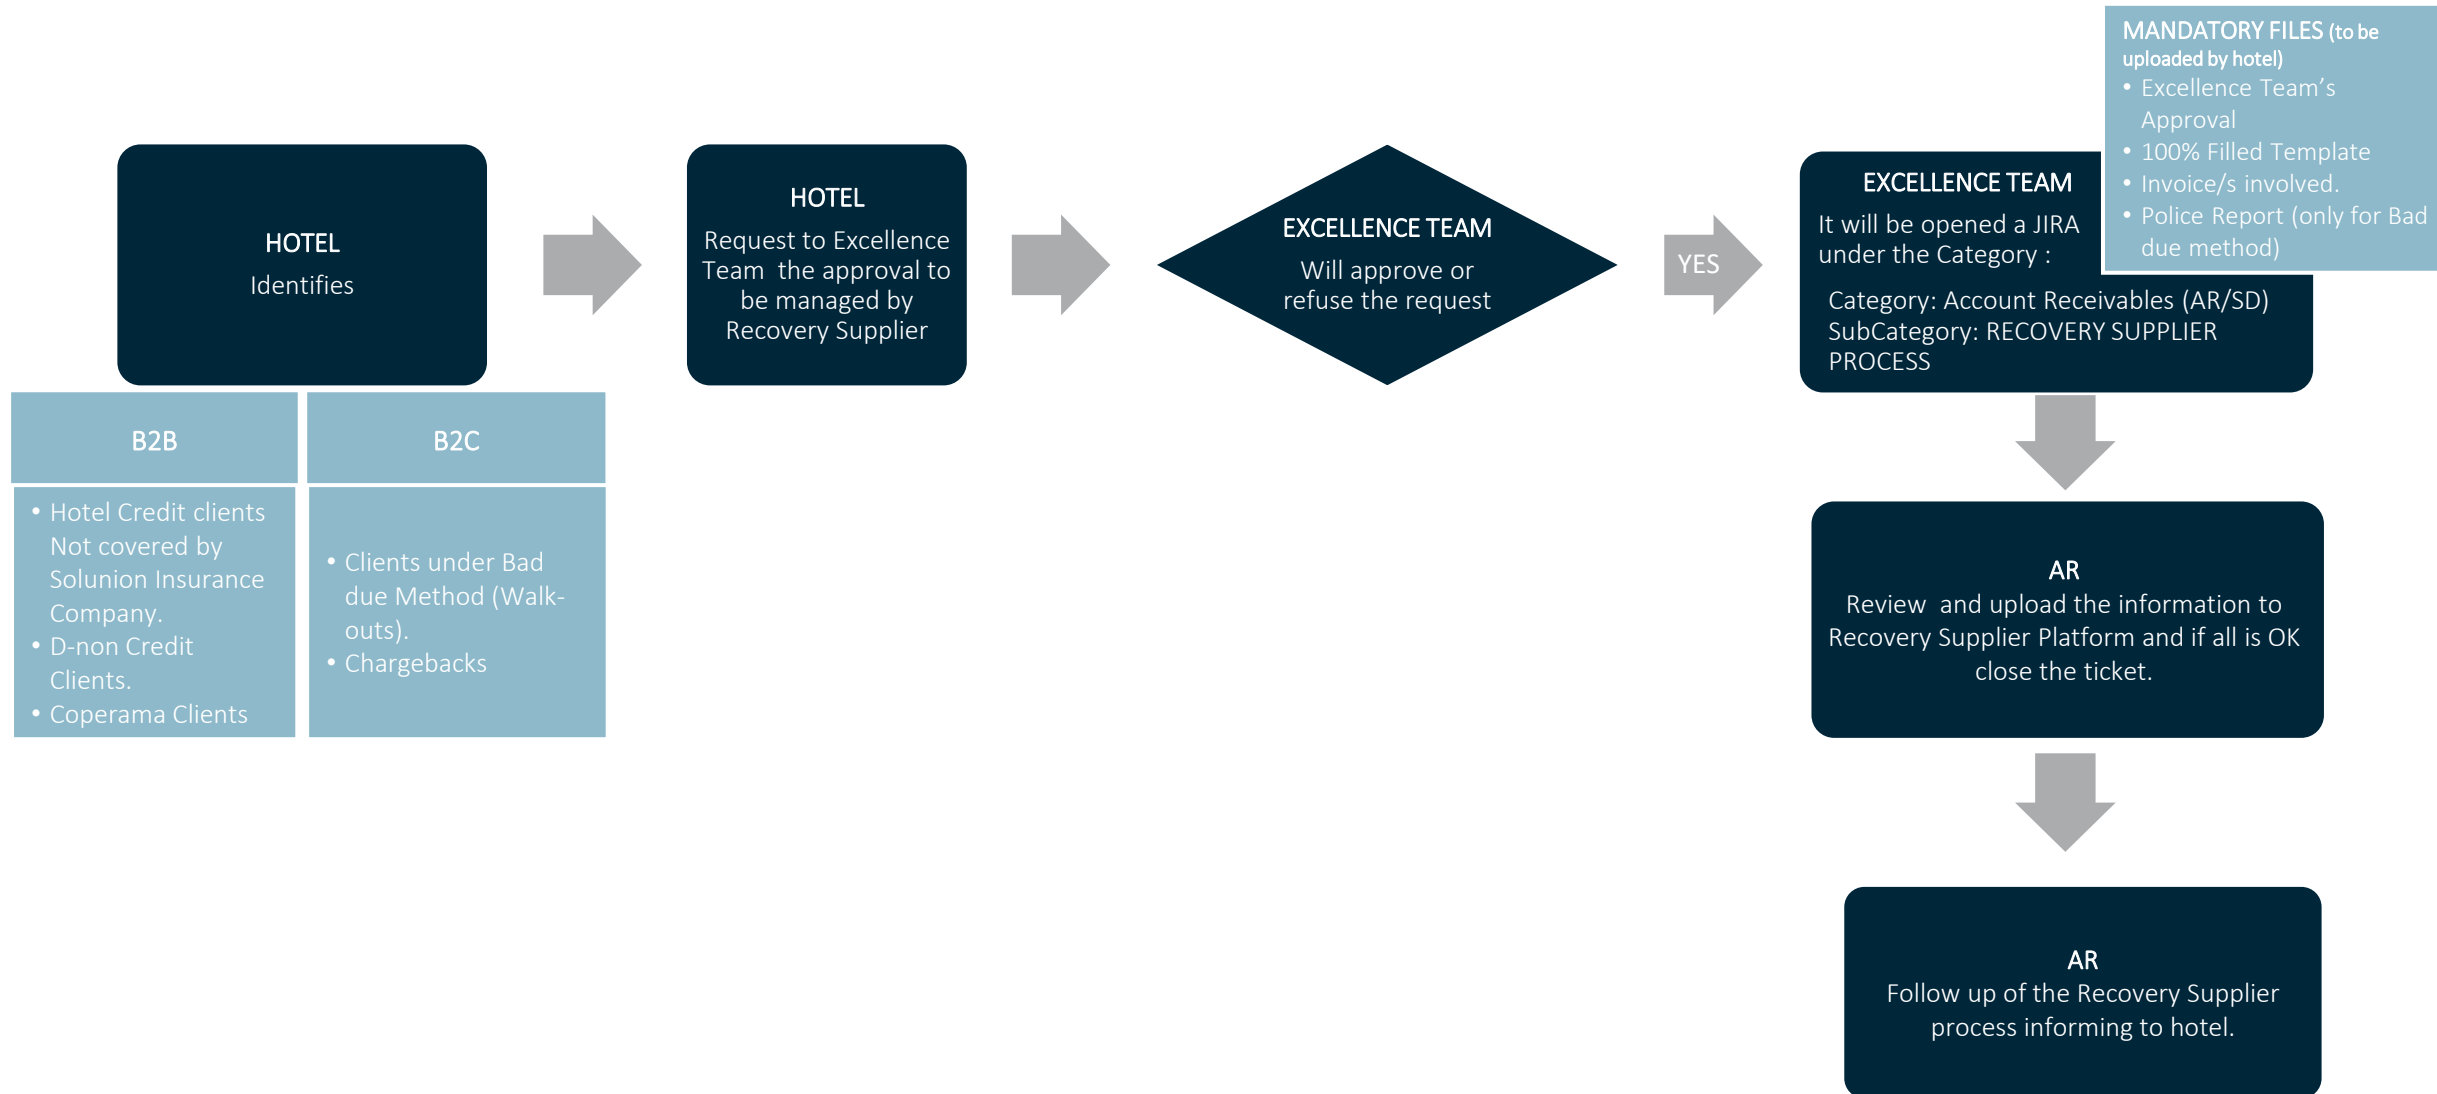 HOTEL
Identifies
B2B
• Hotel Credit clients
Not covered by
Solunion Insurance
Company.
• D-non Credit
Clients.
• Coperama Clients
B2C
• Clients under Bad
due Method (Walk-
outs).
• Chargebacks
HOTEL
Request to Excellence
Team the approval to
be managed by
Recovery Supplier
EXCELLENCE TEAM
Will approve or
refuse the request
YES
EXCELLENCE TEAM
It will be opened a JIRA
under the Category :
Category: Account Receivables (AR/SD)
SubCategory: RECOVERY SUPPLIER
PROCESS
MANDATORY FILES (to be
uploaded by hotel)
• Excellence Team’s
Approval
• 100% Filled Template
• Invoice/s involved.
• Police Report (only for Bad
due method)
AR
Review and upload the information to
Recovery Supplier Platform and if all is OK
close the ticket.
AR
Follow up of the Recovery Supplier
process informing to hotel.